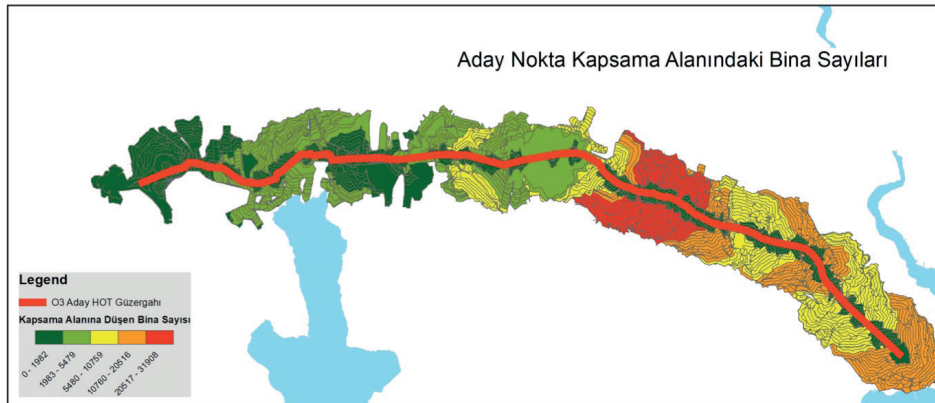 Aday Nokta Kapsama Alanındaki Bina Sayıları
Legend
O3 Aday HOT Güzergahı
Kapsama Alanına Düşen Bina Sayısı
0 - 1982
1983 - 5479
5480 - 10759
10760 - 20516
20517 - 31908